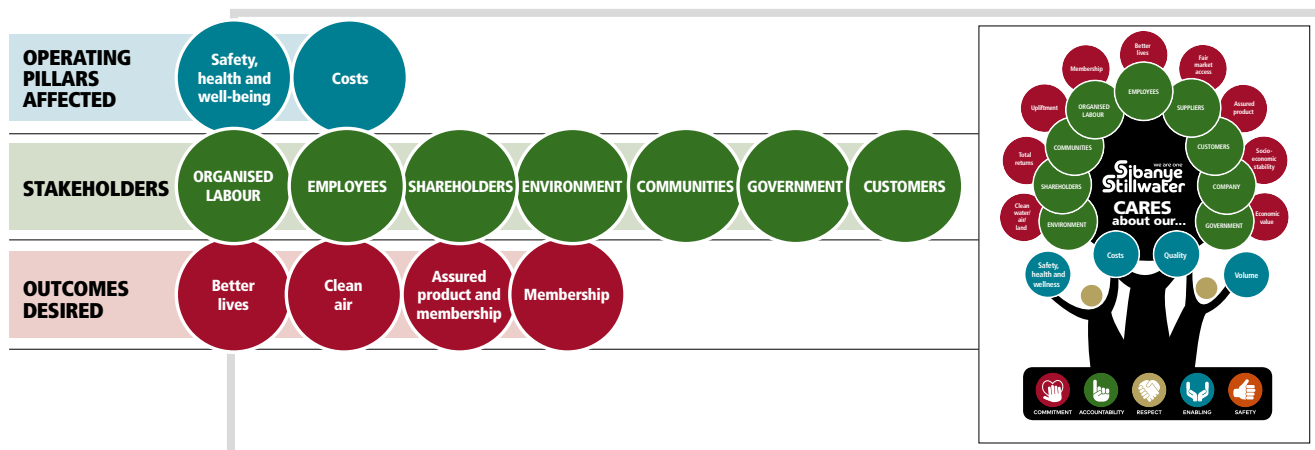 OPERATING
PILLARS
AFFECTED
Safety,
health and
well-being
Costs
STAKEHOLDERS
ORGANISED
LABOUR
EMPLOYEES
SHAREHOLDERS
ENVIRONMENT
COMMUNITIES
GOVERNMENT
CUSTOMERS
OUTCOMES
DESIRED
Better
lives
Clean
air
Assured
product and
membership
Membership
Better
lives
Membership
Fair
market
access
EMPLOYEES
Upliftment
ORGANISED
LABOUR
SUPPLIERS
Assured
product
Total
returns
COMMUNITIES
CUSTOMERS
Socio-
economic
stability
we are one
Sibanye
Stillwater
SHAREHOLDERS
COMPANY
Clean
water/
air/
land
CARES
about our...
Economic
value
ENVIRONMENT
GOVERNMENT
Safety,
health and
wellness
Costs
Quality
Volume
COMMITMENT
ACCOUNTABILITY
RESPECT
ENABLING
SAFETY